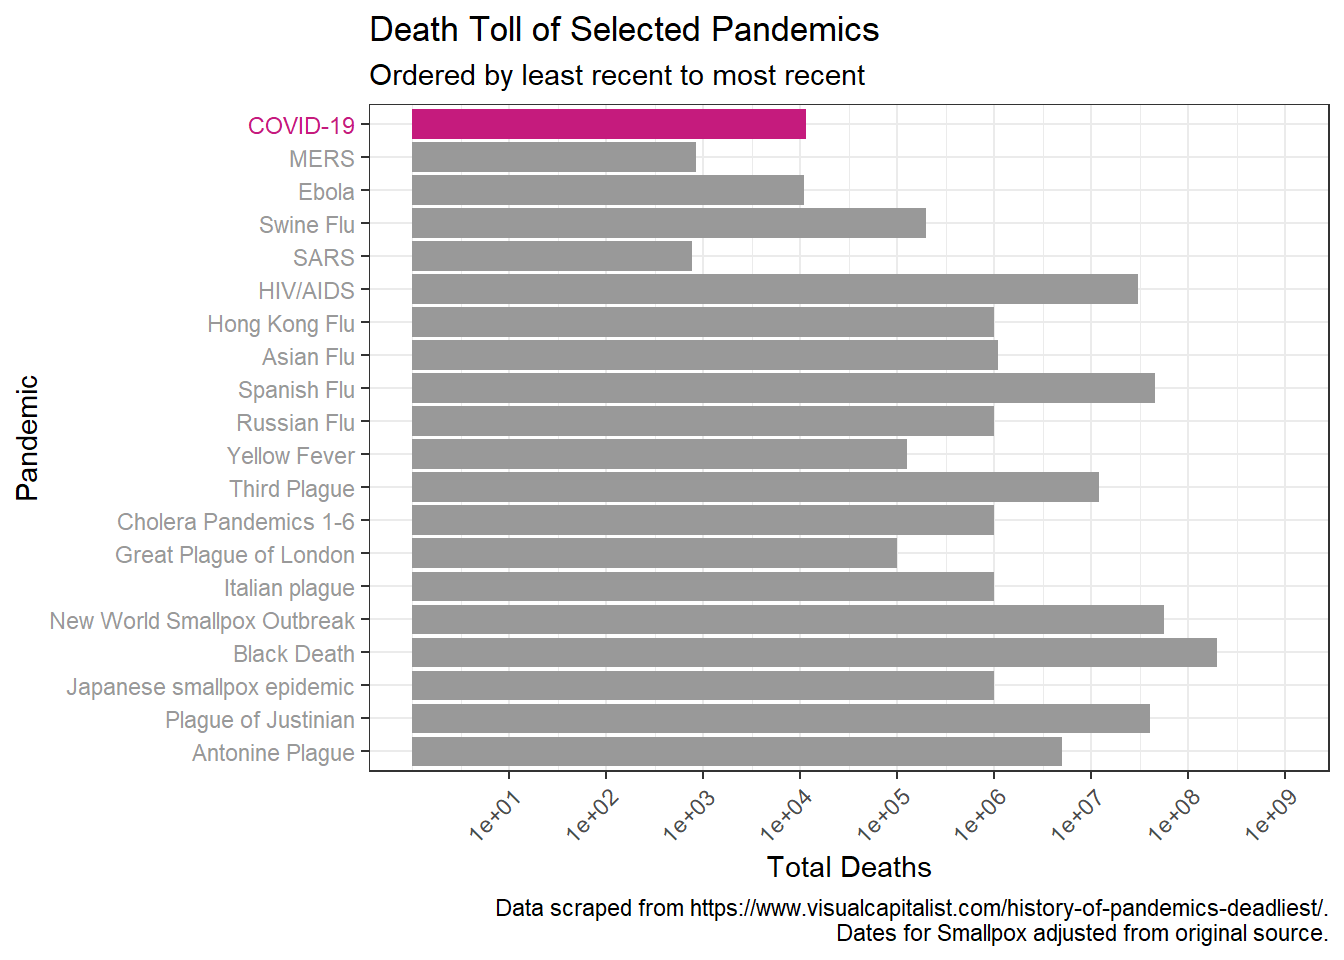 Death Toll of Selected Pandemics
Ordered by least recent to most recent
Pandemic
COVID-19
MERS
Ebola
Swine Flu
SARS
HIV/AIDS
Hong Kong Flu
Asian Flu
Spanish Flu
Russian Flu
Yellow Fever
Third Plague
Cholera Pandemics 1-6
Great Plague of London
Italian plague
New World Smallpox Outbreak
Black Death
Japanese smallpox epidemic
Plague of Justinian
Antonine Plague
1e+01 1e+02 1e+03 1e+04 1e+05 1e+06 1e+07 1e+08 1e+09
Total Deaths
Data scraped from https://www.visualcapitalist.com/history-of-pandemics-deadliest/.
Dates for Smallpox adjusted from original source.